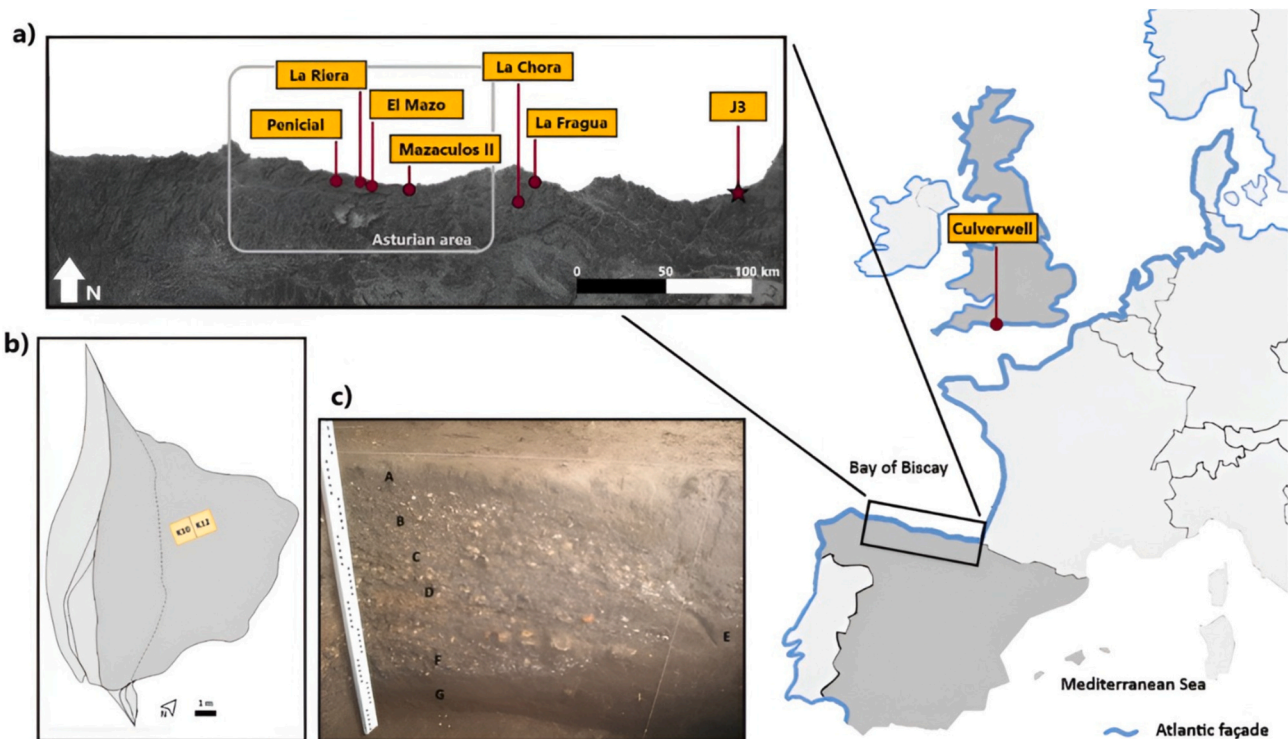 a)
La Riera
La Chora
El Mazo
J3
Penicial
La Fragua
Mazaculos II
Asturian area
0 50 100 km
N
Culverwell
b)
K10 K12
N
1 m
c)
A
B
C
D
E
F
G
Bay of Biscay
Mediterranean Sea
Atlantic façade